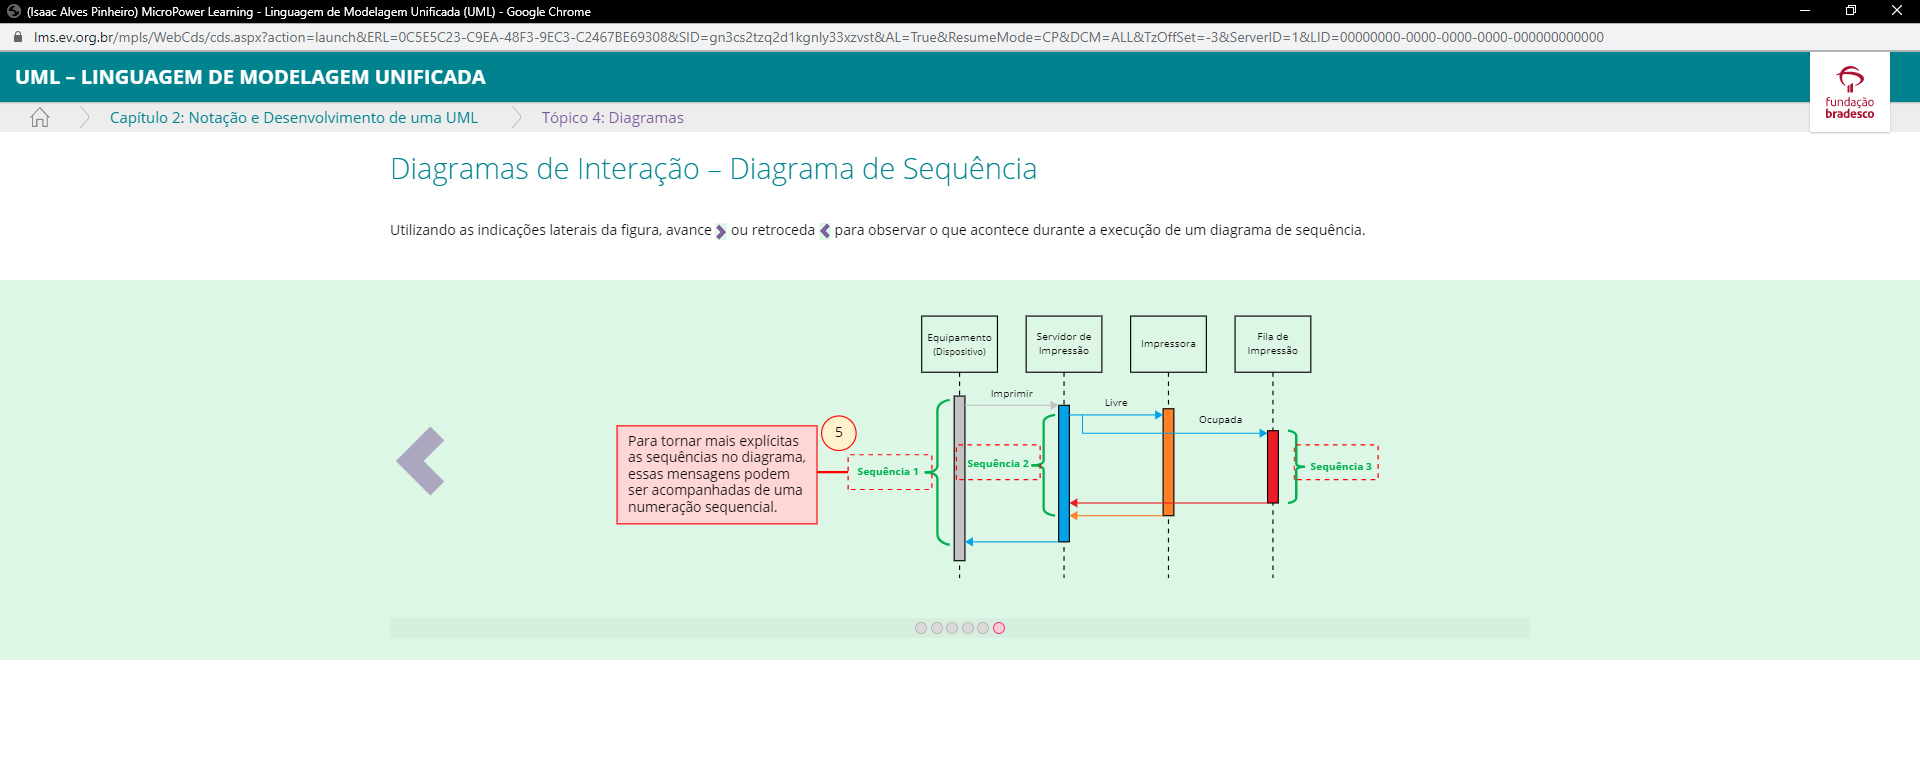 (Isaac Alves Pinheiro) MicroPower Learning - Linguagem de Modelagem Unificada (UML) - Google Chrome
lms.ev.org.br/mpls/WebCds/cds.aspx?action=launch&ERL=0C5E5C23-C9EA-48F3-9EC3-C2467BE69308&SID=gn3cs2tzq2d1kgnly33xzvst&AL=True&ResumeMode=CP&DCM=ALL&TzOffSet=-3&ServerID=1&LID=00000000-0000-0000-0000-000000000000
UML – LINGUAGEM DE MODELAGEM UNIFICADA
fundação
bradesco
Capítulo 2: Notação e Desenvolvimento de uma UML
Tópico 4: Diagramas
Diagramas de Interação – Diagrama de Sequência
Utilizando as indicações laterais da figura, avance ou retroceda para observar o que acontece durante a execução de um diagrama de sequência.
Equipamento
(Dispositivo)
Servidor de
Impressão
Impressora
Fila de
Impressão
Imprimir
Livre
Ocupada
5
Para tornar mais explícitas
as sequências no diagrama,
essas mensagens podem
ser acompanhadas de uma
numeração sequencial.
Sequência 1
Sequência 2
Sequência 3